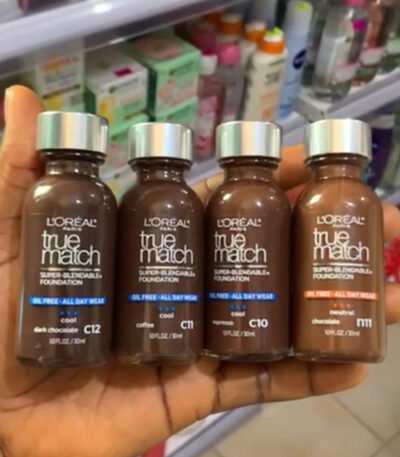 L'ORÉAL
PARIS
true
match
SUPER-BLENDABLE
FOUNDATION
OIL FREE • ALL DAY WEAR
cool
dark chocolate C12
1.0 FL.OZ / 30ml
L'ORÉAL
PARIS
true
match
SUPER-BLENDABLE
FOUNDATION
OIL FREE • ALL DAY WEAR
cool
coffee C11
1.0 FL.OZ / 30ml
L'ORÉAL
PARIS
true
match
SUPER-BLENDABLE
FOUNDATION
OIL FREE • ALL DAY WEAR
cool
espresso C10
1.0 FL.OZ / 30ml
L'ORÉAL
PARIS
true
match
SUPER-BLENDABLE
FOUNDATION
OIL FREE • ALL DAY WEAR
neutral
chocolate n11
1.0 FL.OZ / 30ml